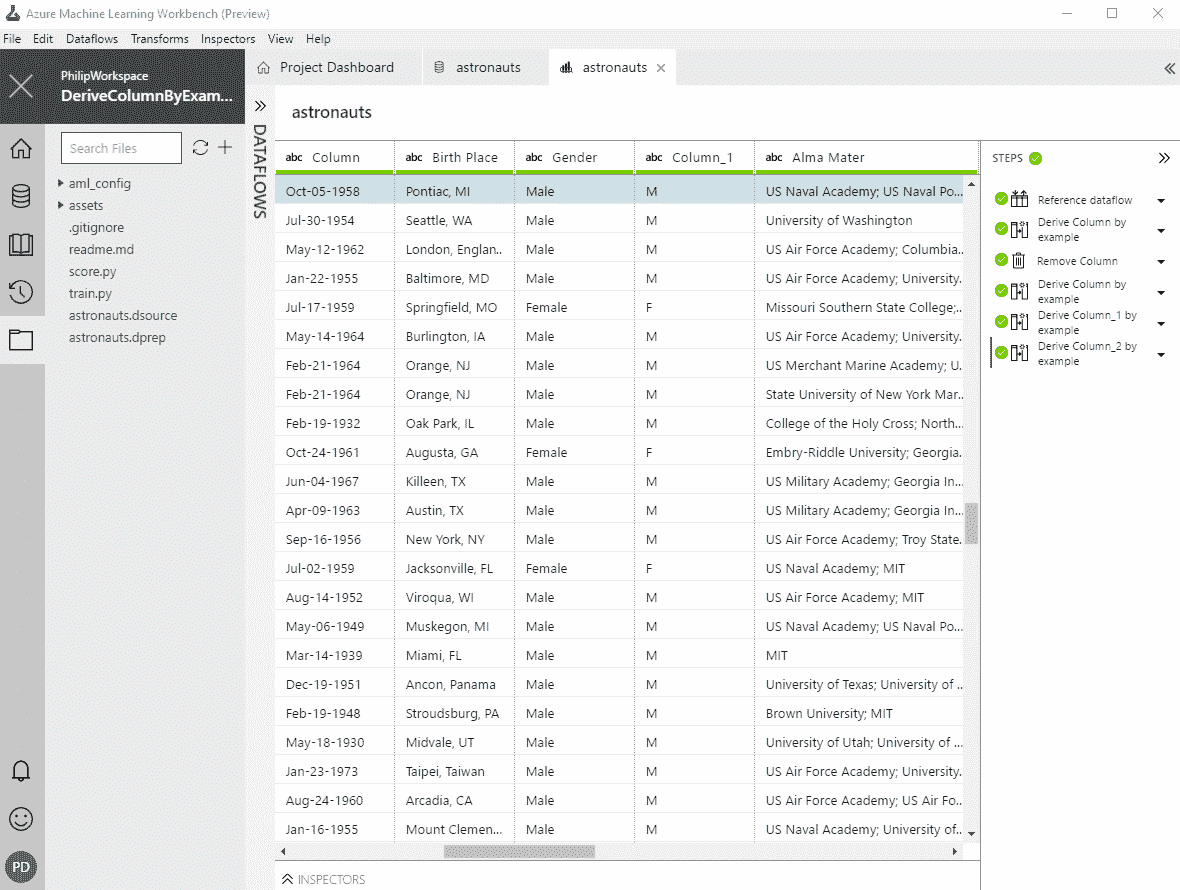 Azure Machine Learning Workbench (Preview)
File Edit Dataflows Transforms Inspectors View Help
PhilipWorkspace
DeriveColumnByExam...
Project Dashboard
astronauts
astronauts
Search Files
aml_config
assets
.gitignore
readme.md
score.py
train.py
astronauts.dsource
astronauts.dprep
PD
DATAFLOWS
astronauts
abc Column abc Birth Place abc Gender abc Column_1 abc Alma Mater
Oct-05-1958 Pontiac, MI Male M US Naval Academy; US Naval Po...
Jul-30-1954 Seattle, WA Male M University of Washington
May-12-1962 London, Englan.. Male M US Air Force Academy; Columbia..
Jan-22-1955 Baltimore, MD Male M US Air Force Academy; University.
Jul-17-1959 Springfield, MO Female F Missouri Southern State College;..
May-14-1964 Burlington, IA Male M US Air Force Academy; University.
Feb-21-1964 Orange, NJ Male M US Merchant Marine Academy; U.
Feb-21-1964 Orange, NJ Male M State University of New York Mar..
Feb-19-1932 Oak Park, IL Male M College of the Holy Cross; North...
Oct-24-1961 Augusta, GA Female F Embry-Riddle University; Georgia.
Jun-04-1967 Killeen, TX Male M US Military Academy; Georgia In...
Apr-09-1963 Austin, TX Male M US Military Academy; Georgia In...
Sep-16-1956 New York, NY Male M US Air Force Academy; Troy State.
Jul-02-1959 Jacksonville, FL Female F US Naval Academy; MIT
Aug-14-1952 Viroqua, WI Male M US Air Force Academy; MIT
May-06-1949 Muskegon, MI Male M US Naval Academy; US Naval Po...
Mar-14-1939 Miami, FL Male M MIT
Dec-19-1951 Ancon, Panama Male M University of Texas; University of ..
Feb-19-1948 Stroudsburg, PA Male M Brown University; MIT
May-18-1930 Midvale, UT Male M University of Utah; University of ...
Jan-23-1973 Taipei, Taiwan Male M US Air Force Academy; University.
Aug-24-1960 Arcadia, CA Male M US Air Force Academy; US Air Fo..
Jan-16-1955 Mount Clemen... Male M US Naval Academy; University of..
INSPECTORS
STEPS
Reference dataflow
Derive Column by
example
Remove Column
Derive Column by
example
Derive Column_1 by
example
Derive Column_2 by
example